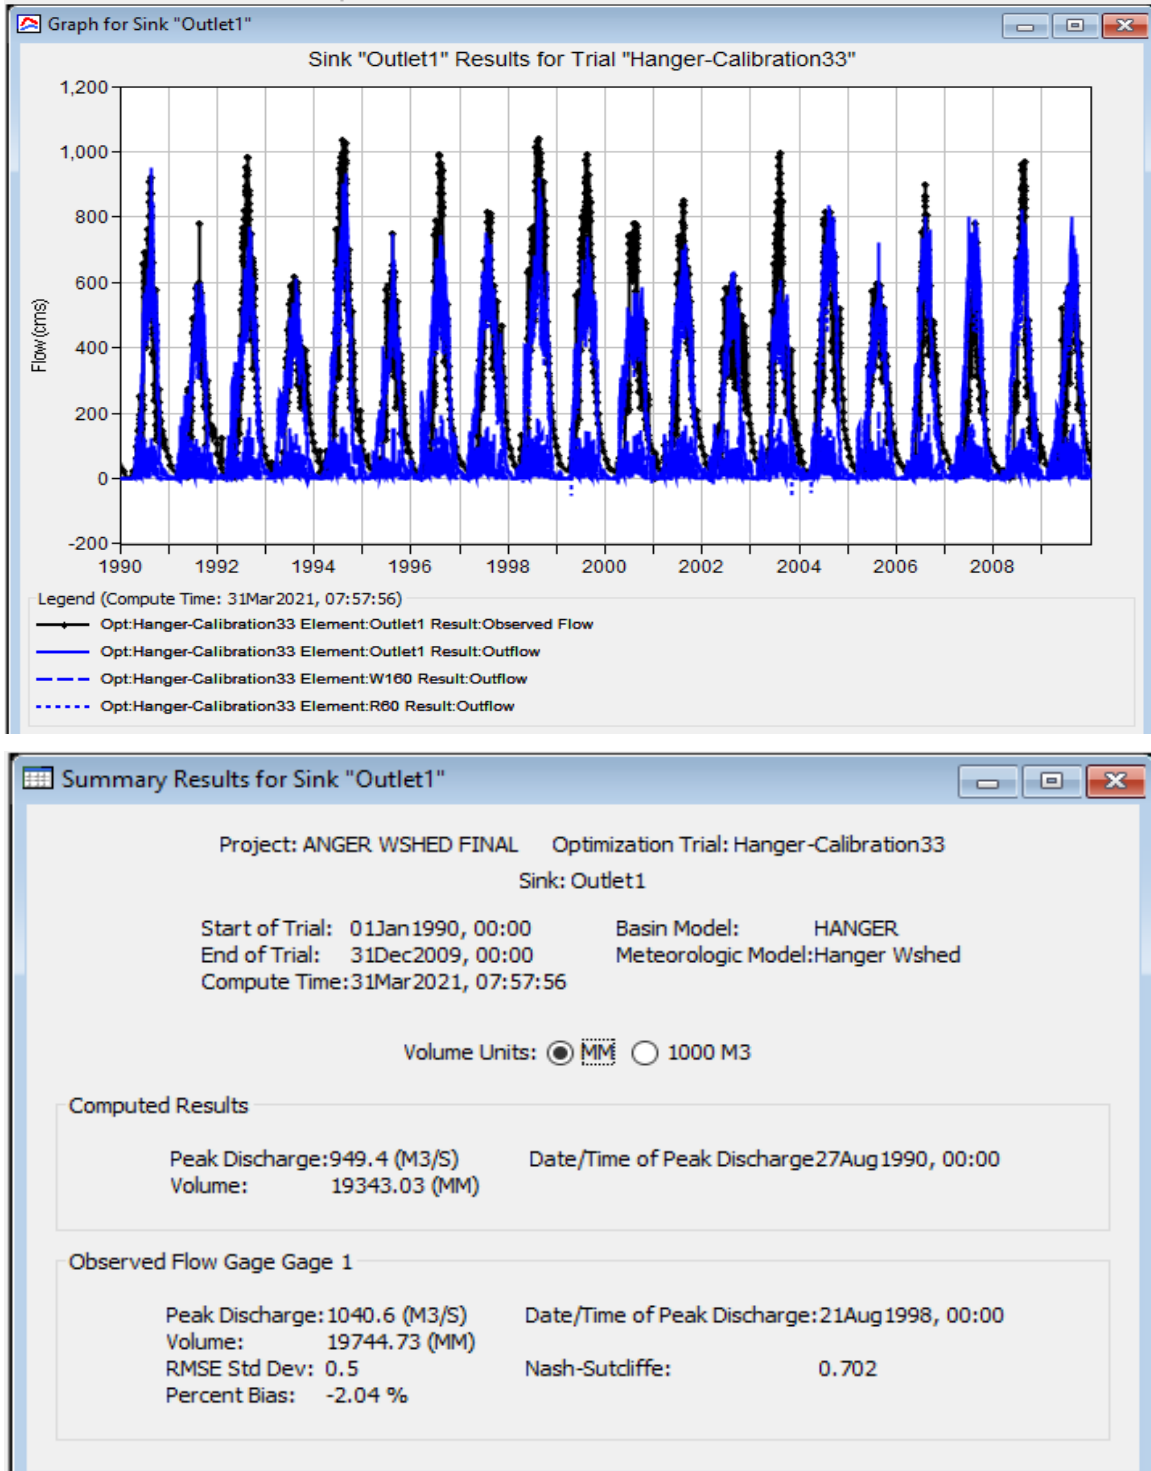 Graph for Sink "Outlet1"
Sink "Outlet1" Results for Trial "Hanger-Calibration33"
1,200
1,000
800
600
400
200
0
-200
Flow (cms)
1990 1992 1994 1996 1998 2000 2002 2004 2006 2008
Legend (Compute Time: 31Mar2021, 07:57:56)
Opt:Hanger-Calibration33 Element:Outlet1 Result:Observed Flow
Opt:Hanger-Calibration33 Element:Outlet1 Result:Outflow
Opt:Hanger-Calibration33 Element:W160 Result:Outflow
Opt:Hanger-Calibration33 Element:R60 Result:Outflow
Summary Results for Sink "Outlet1"
Project: ANGER WSHED FINAL Optimization Trial: Hanger-Calibration33
Sink: Outlet1
Start of Trial: 01Jan1990, 00:00 Basin Model: HANGER
End of Trial: 31Dec2009, 00:00 Meteorologic Model:Hanger Wshed
Compute Time:31Mar2021, 07:57:56
Volume Units: MM 1000 M3
Computed Results
Peak Discharge:949.4 (M3/S) Date/Time of Peak Discharge27Aug1990, 00:00
Volume: 19343.03 (MM)
Observed Flow Gage Gage 1
Peak Discharge:1040.6 (M3/S) Date/Time of Peak Discharge:21Aug1998, 00:00
Volume: 19744.73 (MM)
RMSE Std Dev: 0.5 Nash-Sutcliffe: 0.702
Percent Bias: -2.04 %